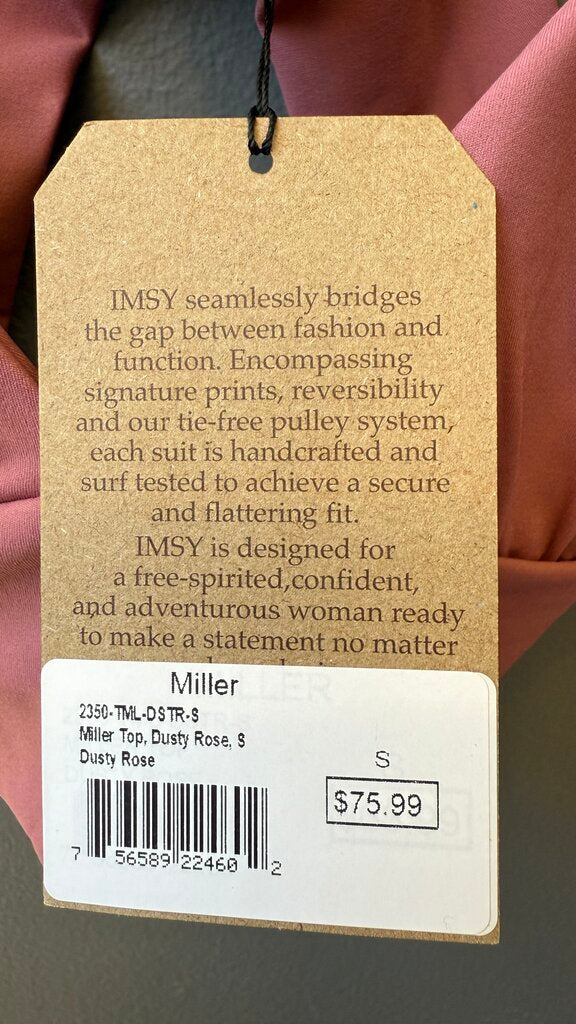 IMSY seamlessly bridges
the gap between fashion and
function. Encompassing
signature prints, reversibility
and our tie-free pulley system,
each suit is handcrafted and
surf tested to achieve a secure
and flattering fit.
IMSY is designed for
a free-spirited,confident,
and adventurous woman ready
to make a statement no matter
Miller
2350-TML-DSTR-S
Miller Top, Dusty Rose, S
Dusty Rose
S
$75.99
7 56589 22460 2